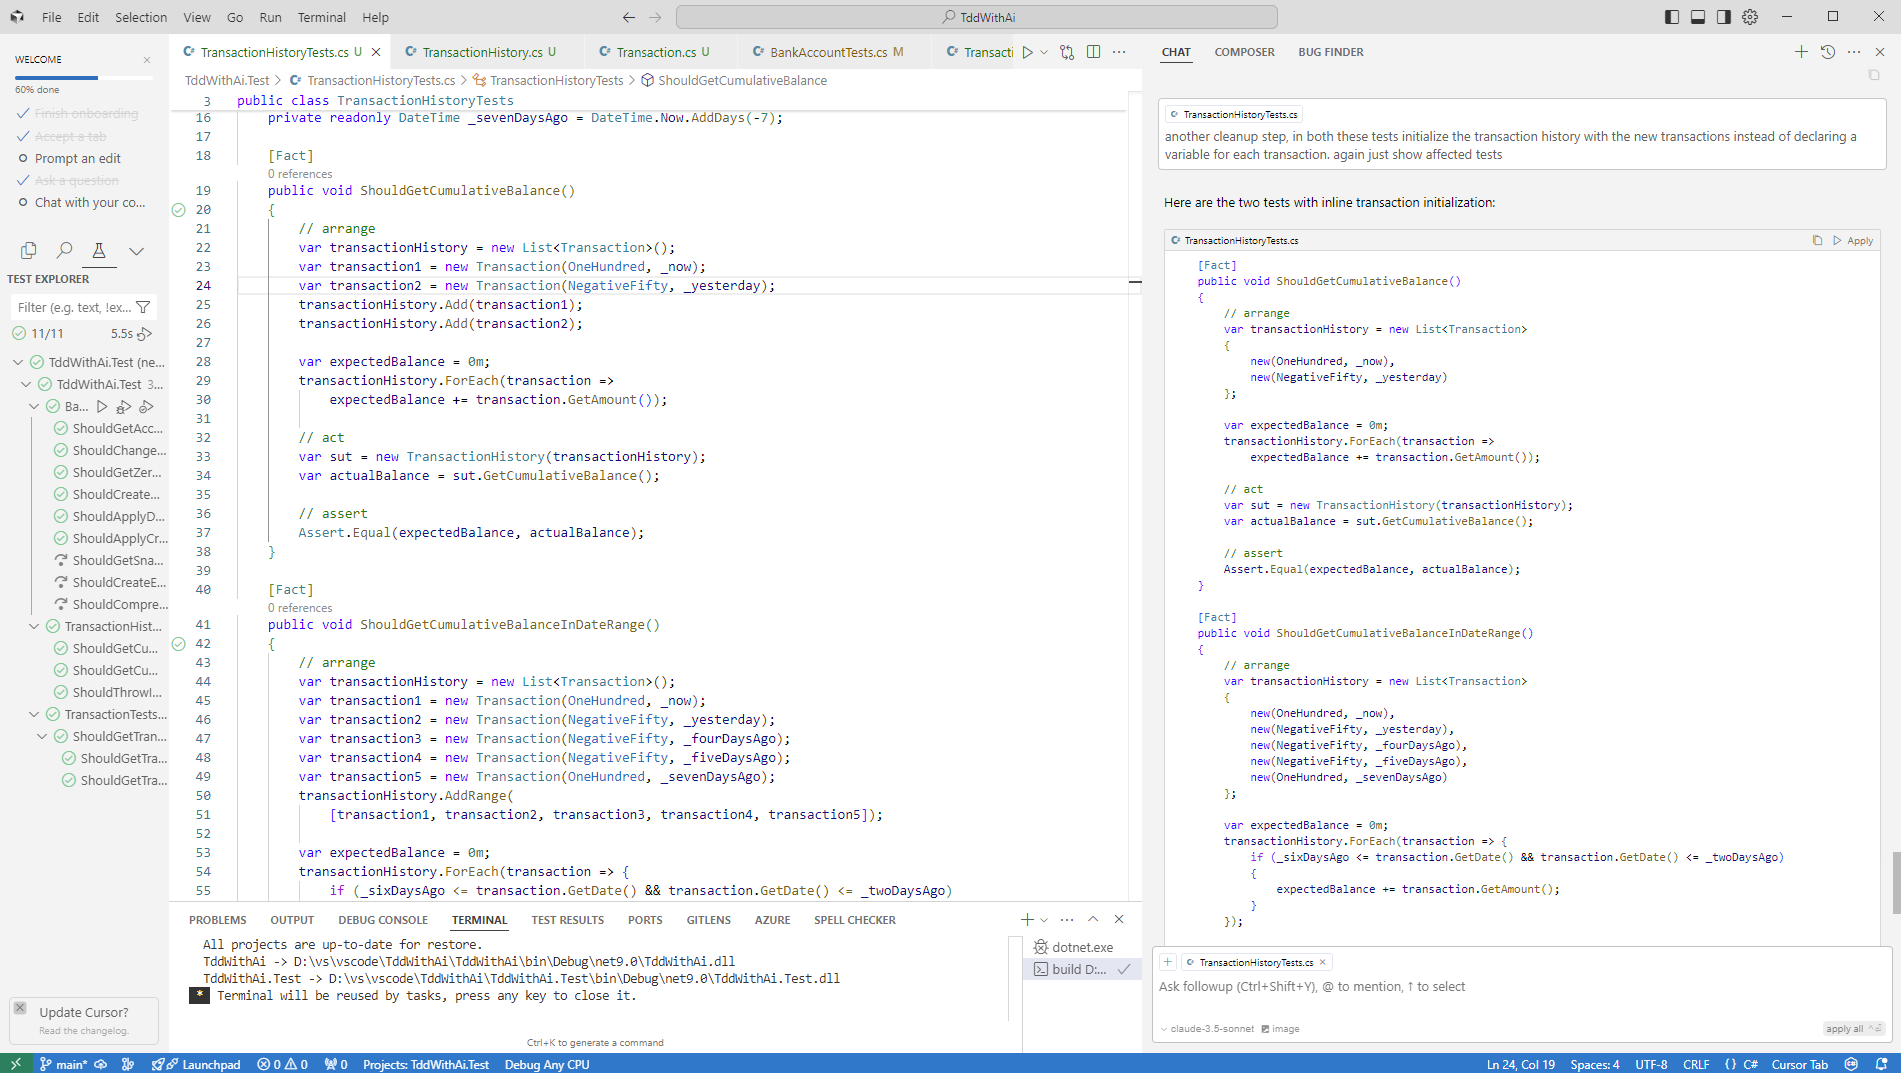 File Edit Selection View Go Run Terminal Help
TddWithAi
WELCOME
60% done
Finish onboarding
Accept a tab
Prompt an edit
Ask a question
Chat with your co...
TEST EXPLORER
Filter (e.g. text, !ex...
11/11 5.5s
TddWithAi.Test (ne...
TddWithAi.Test 3...
Ba...
ShouldGetAcc...
ShouldChange...
ShouldGetZer...
ShouldCreate...
ShouldApplyD...
ShouldApplyCr...
ShouldGetSna...
ShouldCreateE...
ShouldCompre...
TransactionHist...
ShouldGetCu...
ShouldGetCu...
ShouldThrowI...
TransactionTests...
ShouldGetTran...
ShouldGetTra...
ShouldGetTra...
Update Cursor?
Read the changelog.
TransactionHistoryTests.cs U TransactionHistory.cs U Transaction.cs U BankAccountTests.cs M Transacti
TddWithAi.Test > TransactionHistoryTests.cs > TransactionHistoryTests > ShouldGetCumulativeBalance
3 public class TransactionHistoryTests
16 private readonly DateTime _sevenDaysAgo = DateTime.Now.AddDays(-7);
17
18 [Fact]
0 references
19 public void ShouldGetCumulativeBalance()
20 {
21 // arrange
22 var transactionHistory = new List<Transaction>();
23 var transaction1 = new Transaction(OneHundred, _now);
24 var transaction2 = new Transaction(NegativeFifty, _yesterday);
25 transactionHistory.Add(transaction1);
26 transactionHistory.Add(transaction2);
27
28 var expectedBalance = 0m;
29 transactionHistory.ForEach(transaction =>
30 expectedBalance += transaction.GetAmount());
31
32 // act
33 var sut = new TransactionHistory(transactionHistory);
34 var actualBalance = sut.GetCumulativeBalance();
35
36 // assert
37 Assert.Equal(expectedBalance, actualBalance);
38 }
39
40 [Fact]
0 references
41 public void ShouldGetCumulativeBalanceInDateRange()
42 {
43 // arrange
44 var transactionHistory = new List<Transaction>();
45 var transaction1 = new Transaction(OneHundred, _now);
46 var transaction2 = new Transaction(NegativeFifty, _yesterday);
47 var transaction3 = new Transaction(NegativeFifty, _fourDaysAgo);
48 var transaction4 = new Transaction(NegativeFifty, _fiveDaysAgo);
49 var transaction5 = new Transaction(OneHundred, _sevenDaysAgo);
50 transactionHistory.AddRange(
51 [transaction1, transaction2, transaction3, transaction4, transaction5]);
52
53 var expectedBalance = 0m;
54 transactionHistory.ForEach(transaction => {
55 if (_sixDaysAgo <= transaction.GetDate() && transaction.GetDate() <= _twoDaysAgo)
PROBLEMS OUTPUT DEBUG CONSOLE TERMINAL TEST RESULTS PORTS GITLENS AZURE SPELL CHECKER
All projects are up-to-date for restore.
TddWithAi -> D:\vs\vscode\TddWithAi\TddWithAi\bin\Debug\net9.0\TddWithAi.dll
TddWithAi.Test -> D:\vs\vscode\TddWithAi\TddWithAi.Test\bin\Debug\net9.0\TddWithAi.Test.dll
* Terminal will be reused by tasks, press any key to close it.
Ctrl+K to generate a command
dotnet.exe
build D:...
CHAT COMPOSER BUG FINDER
TransactionHistoryTests.cs
another cleanup step, in both these tests initialize the transaction history with the new transactions instead of declaring a
variable for each transaction. again just show affected tests
Here are the two tests with inline transaction initialization:
TransactionHistoryTests.cs Apply
[Fact]
public void ShouldGetCumulativeBalance()
{
// arrange
var transactionHistory = new List<Transaction>
{
new(OneHundred, _now),
new(NegativeFifty, _yesterday)
};
var expectedBalance = 0m;
transactionHistory.ForEach(transaction =>
expectedBalance += transaction.GetAmount());
// act
var sut = new TransactionHistory(transactionHistory);
var actualBalance = sut.GetCumulativeBalance();
// assert
Assert.Equal(expectedBalance, actualBalance);
}
[Fact]
public void ShouldGetCumulativeBalanceInDateRange()
{
// arrange
var transactionHistory = new List<Transaction>
{
new(OneHundred, _now),
new(NegativeFifty, _yesterday),
new(NegativeFifty, _fourDaysAgo),
new(NegativeFifty, _fiveDaysAgo),
new(OneHundred, _sevenDaysAgo)
};
var expectedBalance = 0m;
transactionHistory.ForEach(transaction => {
if (_sixDaysAgo <= transaction.GetDate() && transaction.GetDate() <= _twoDaysAgo)
{
expectedBalance += transaction.GetAmount();
}
});
TransactionHistoryTests.cs
Ask followup (Ctrl+Shift+Y), @ to mention, ↑ to select
claude-3.5-sonnet image apply all
main* Launchpad 0 0 0 Projects: TddWithAi.Test Debug Any CPU Ln 24, Col 19 Spaces: 4 UTF-8 CRLF {} C# Cursor Tab